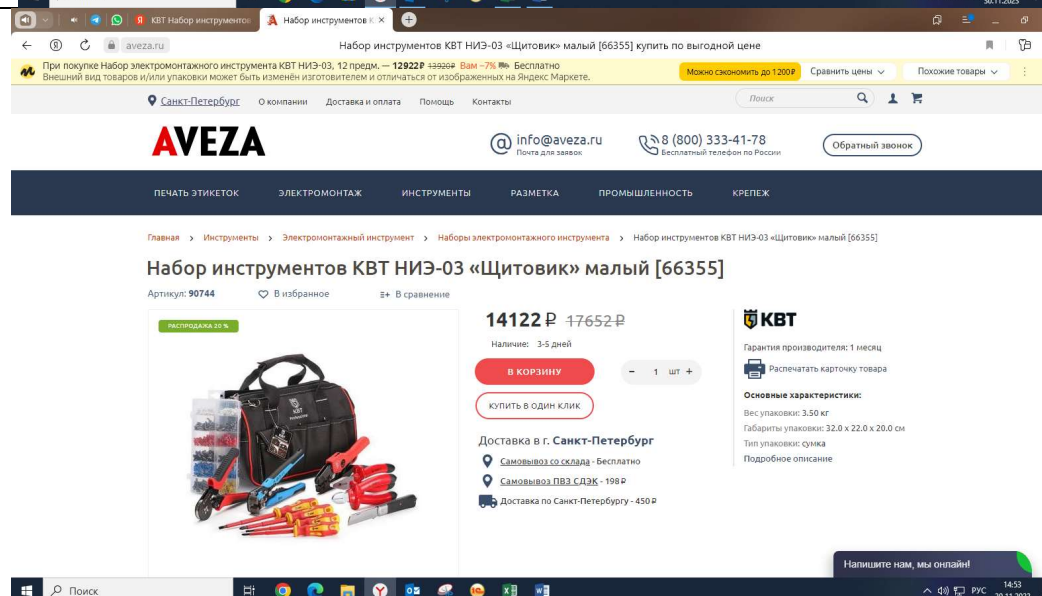 30.11.2023
КВТ Набор инструментов
Набор инструментов К
aveza.ru
Набор инструментов КВТ НИЭ-03 «Щитовик» малый [66355] купить по выгодной цене
При покупке Набор электромонтажного инструмента КВТ НИЭ-03, 12 предм. — 12922₽ 13920₽ Вам −7% Бесплатно
Внешний вид товаров и/или упаковки может быть изменён изготовителем и отличаться от изображенных на Яндекс Маркете.
Можно сэкономить до 1200₽
Сравнить цены
Похожие товары
Санкт-Петербург О компании Доставка и оплата Помощь Контакты
Поиск
AVEZA
info@aveza.ru
Почта для заявок
8 (800) 333-41-78
Бесплатный телефон по России
Обратный звонок
ПЕЧАТЬ ЭТИКЕТОК ЭЛЕКТРОМОНТАЖ ИНСТРУМЕНТЫ РАЗМЕТКА ПРОМЫШЛЕННОСТЬ КРЕПЕЖ
Главная > Инструменты > Электромонтажный инструмент > Наборы электромонтажного инструмента > Набор инструментов КВТ НИЭ-03 «Щитовик» малый [66355]
Набор инструментов КВТ НИЭ-03 «Щитовик» малый [66355]
Артикул: 90744 В избранное В сравнение
РАСПРОДАЖА 20 %
КВТ
14122 ₽ 17652 ₽
Наличие: 3-5 дней
В КОРЗИНУ
- 1 шт +
КУПИТЬ В ОДИН КЛИК
Доставка в г. Санкт-Петербург
Самовывоз со склада - Бесплатно
Самовывоз ПВЗ СДЭК - 198 ₽
Доставка по Санкт-Петербургу - 450 ₽
КВТ
Гарантия производителя: 1 месяц
Распечатать карточку товара
Основные характеристики:
Вес упаковки: 3.50 кг
Габариты упаковки: 32.0 x 22.0 x 20.0 см
Тип упаковки: сумка
Подробное описание
Напишите нам, мы онлайн!
Поиск
РУС
14:53
30.11.2023